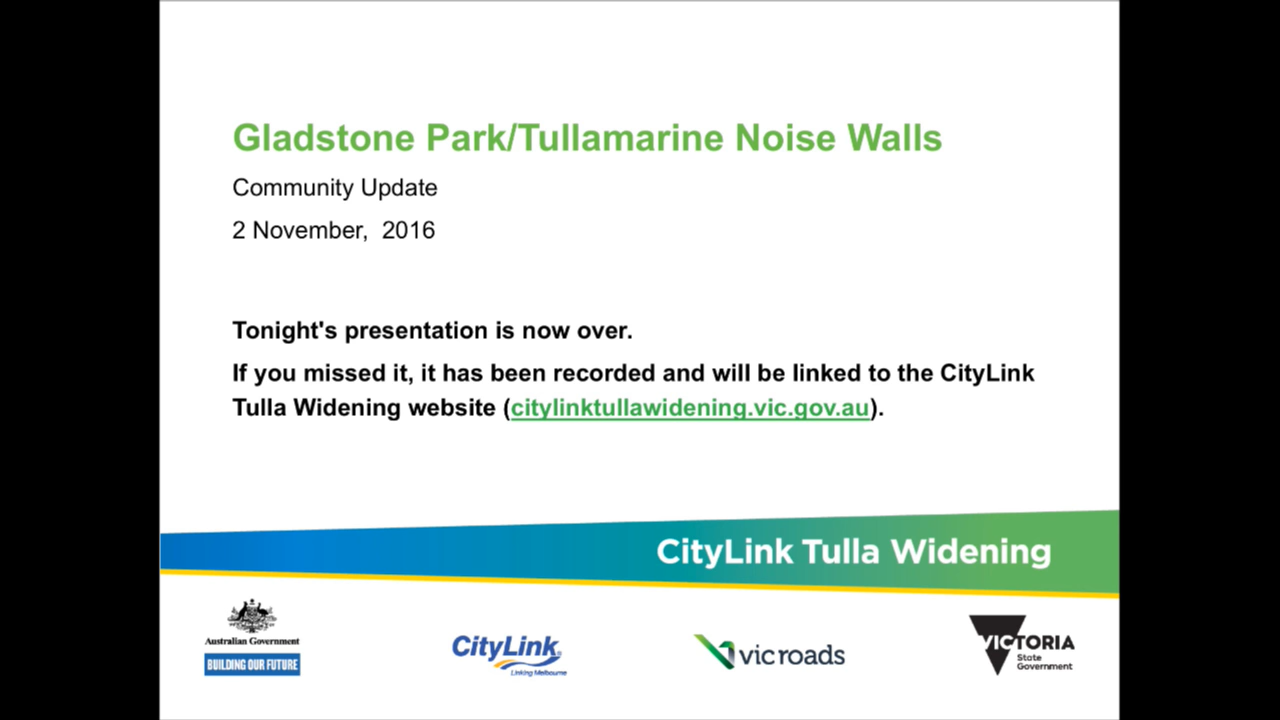 Gladstone Park/Tullamarine Noise Walls
Community Update
2 November,  2016
Tonight's presentation is now over.
If you missed it, it has been recorded and will be linked to the CityLink
Tulla Widening website (citylinktullawidening.vic.gov.au).
CityLink Tulla Widening
Australian Government
BUILDING OUR FUTURE
CityLink
Linking Melbourne
vicroads
VICTORIA
State
Government